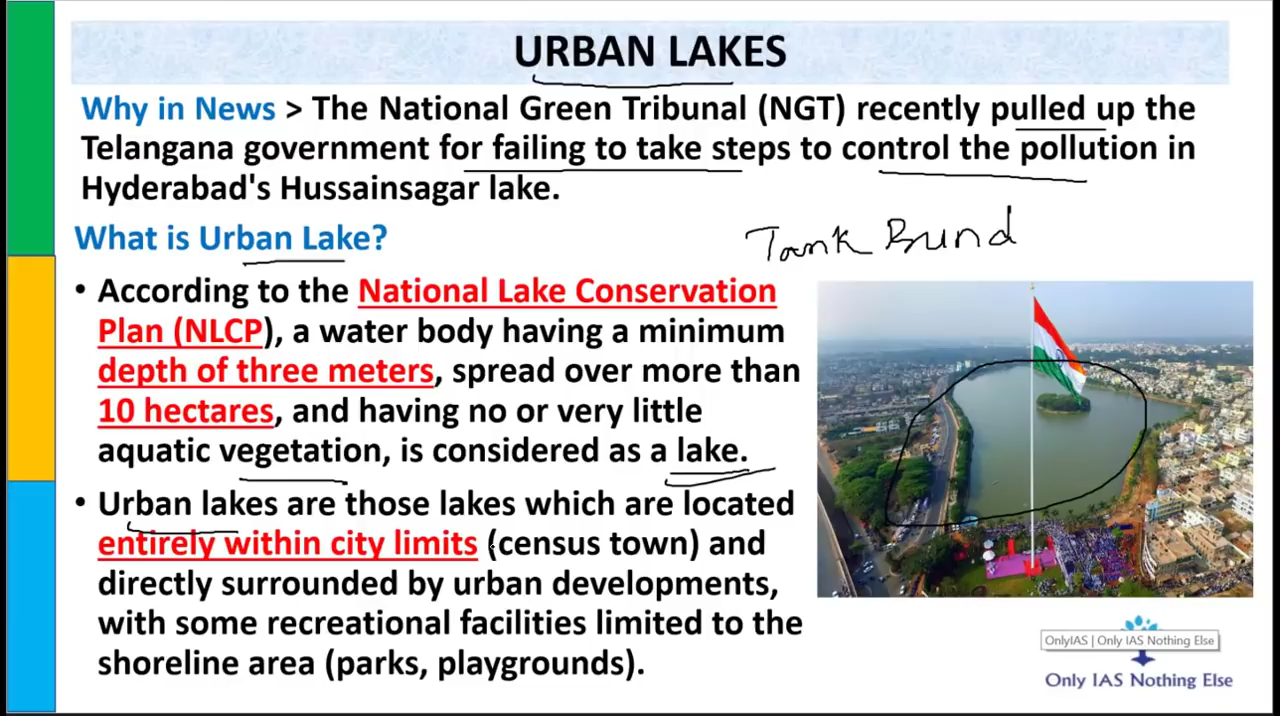 URBAN LAKES
Why in News > The National Green Tribunal (NGT) recently pulled up the
Telangana government for failing to take steps to control the pollution in
Hyderabad's Hussainsagar lake.
Tank Bund
What is Urban Lake?
• According to the National Lake Conservation
Plan (NLCP), a water body having a minimum
depth of three meters, spread over more than
10 hectares, and having no or very little
aquatic vegetation, is considered as a lake.
• Urban lakes are those lakes which are located
entirely within city limits (census town) and
directly surrounded by urban developments,
with some recreational facilities limited to the
shoreline area (parks, playgrounds).
OnlyIAS | Only IAS Nothing Else
Only IAS Nothing Else